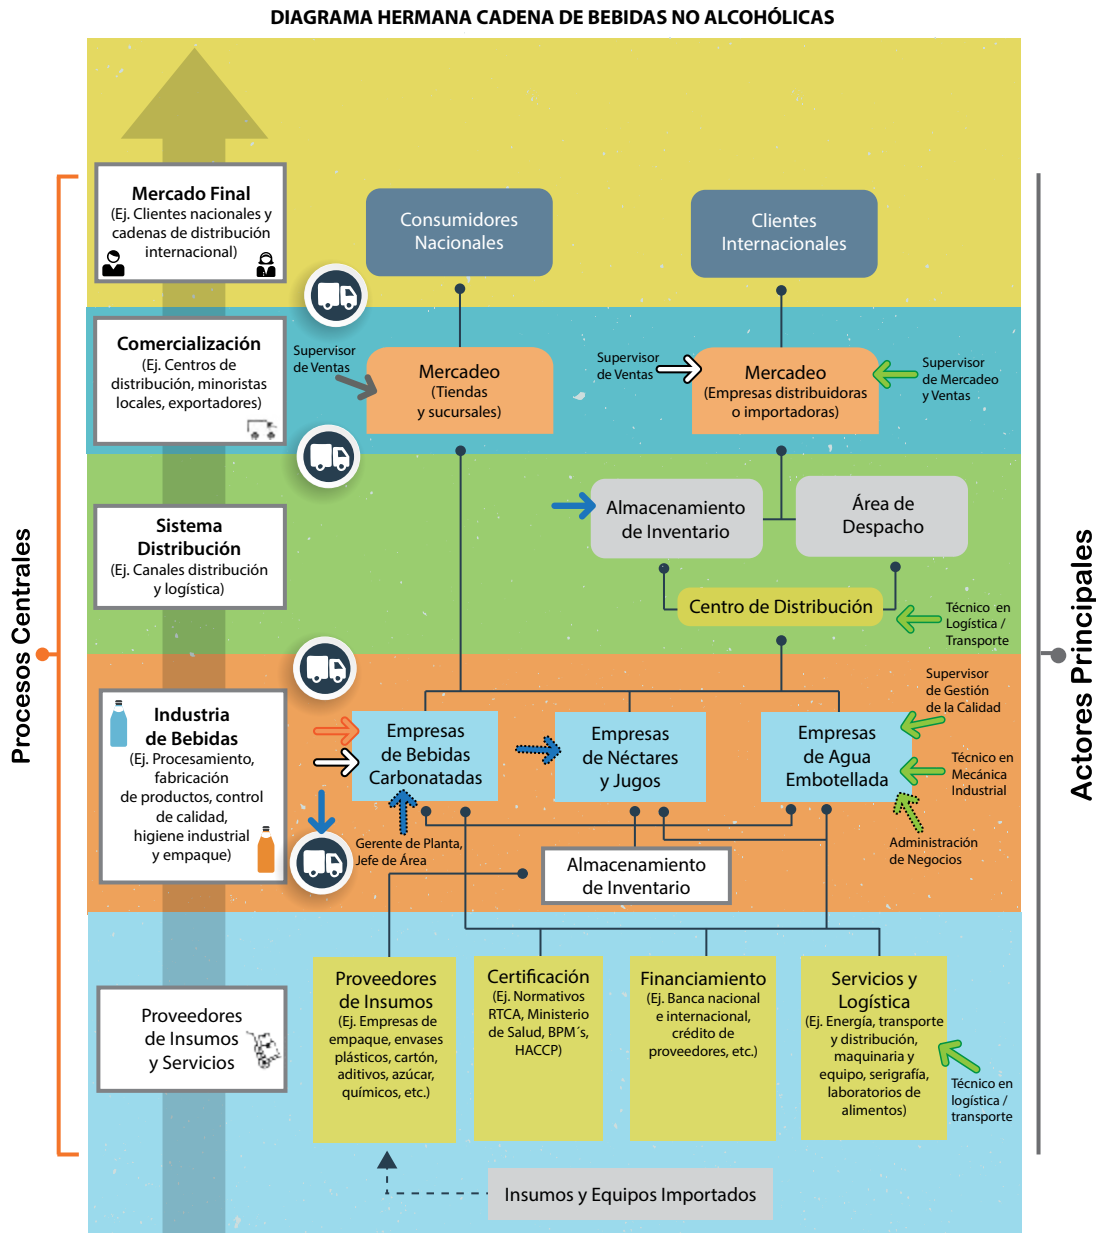 DIAGRAMA HERMANA CADENA DE BEBIDAS NO ALCOHÓLICAS
Procesos Centrales
Actores Principales
Mercado Final
(Ej. Clientes nacionales y
cadenas de distribución
internacional)
Consumidores
Nacionales
Clientes
Internacionales
Comercialización
(Ej. Centros de
distribución, minoristas
locales, exportadores)
Supervisor
de Ventas
Mercadeo
(Tiendas
y sucursales)
Supervisor
de Ventas
Mercadeo
(Empresas distribuidoras
o importadoras)
Supervisor
de Mercadeo
y Ventas
Sistema
Distribución
(Ej. Canales distribución
y logística)
Almacenamiento
de Inventario
Área de
Despacho
Centro de Distribución
Técnico en
Logística /
Transporte
Industria
de Bebidas
(Ej. Procesamiento,
fabricación
de productos, control
de calidad,
higiene industrial
y empaque)
Empresas
de Bebidas
Carbonatadas
Empresas
de Néctares
y Jugos
Empresas
de Agua
Embotellada
Supervisor
de Gestión
de la Calidad
Técnico en
Mecánica
Industrial
Administración
de Negocios
Gerente de Planta,
Jefe de Área
Almacenamiento
de Inventario
Proveedores
de Insumos
y Servicios
Proveedores
de Insumos
(Ej. Empresas de
empaque, envases
plásticos, cartón,
aditivos, azúcar,
químicos, etc.)
Certificación
(Ej. Normativos
RTCA, Ministerio
de Salud, BPM´s,
HACCP)
Financiamiento
(Ej. Banca nacional
e internacional,
crédito de
proveedores, etc.)
Servicios y
Logística
(Ej. Energía, transporte
y distribución,
maquinaria y
equipo, serigrafía,
laboratorios de
alimentos)
Técnico en
logística /
transporte
Insumos y Equipos Importados